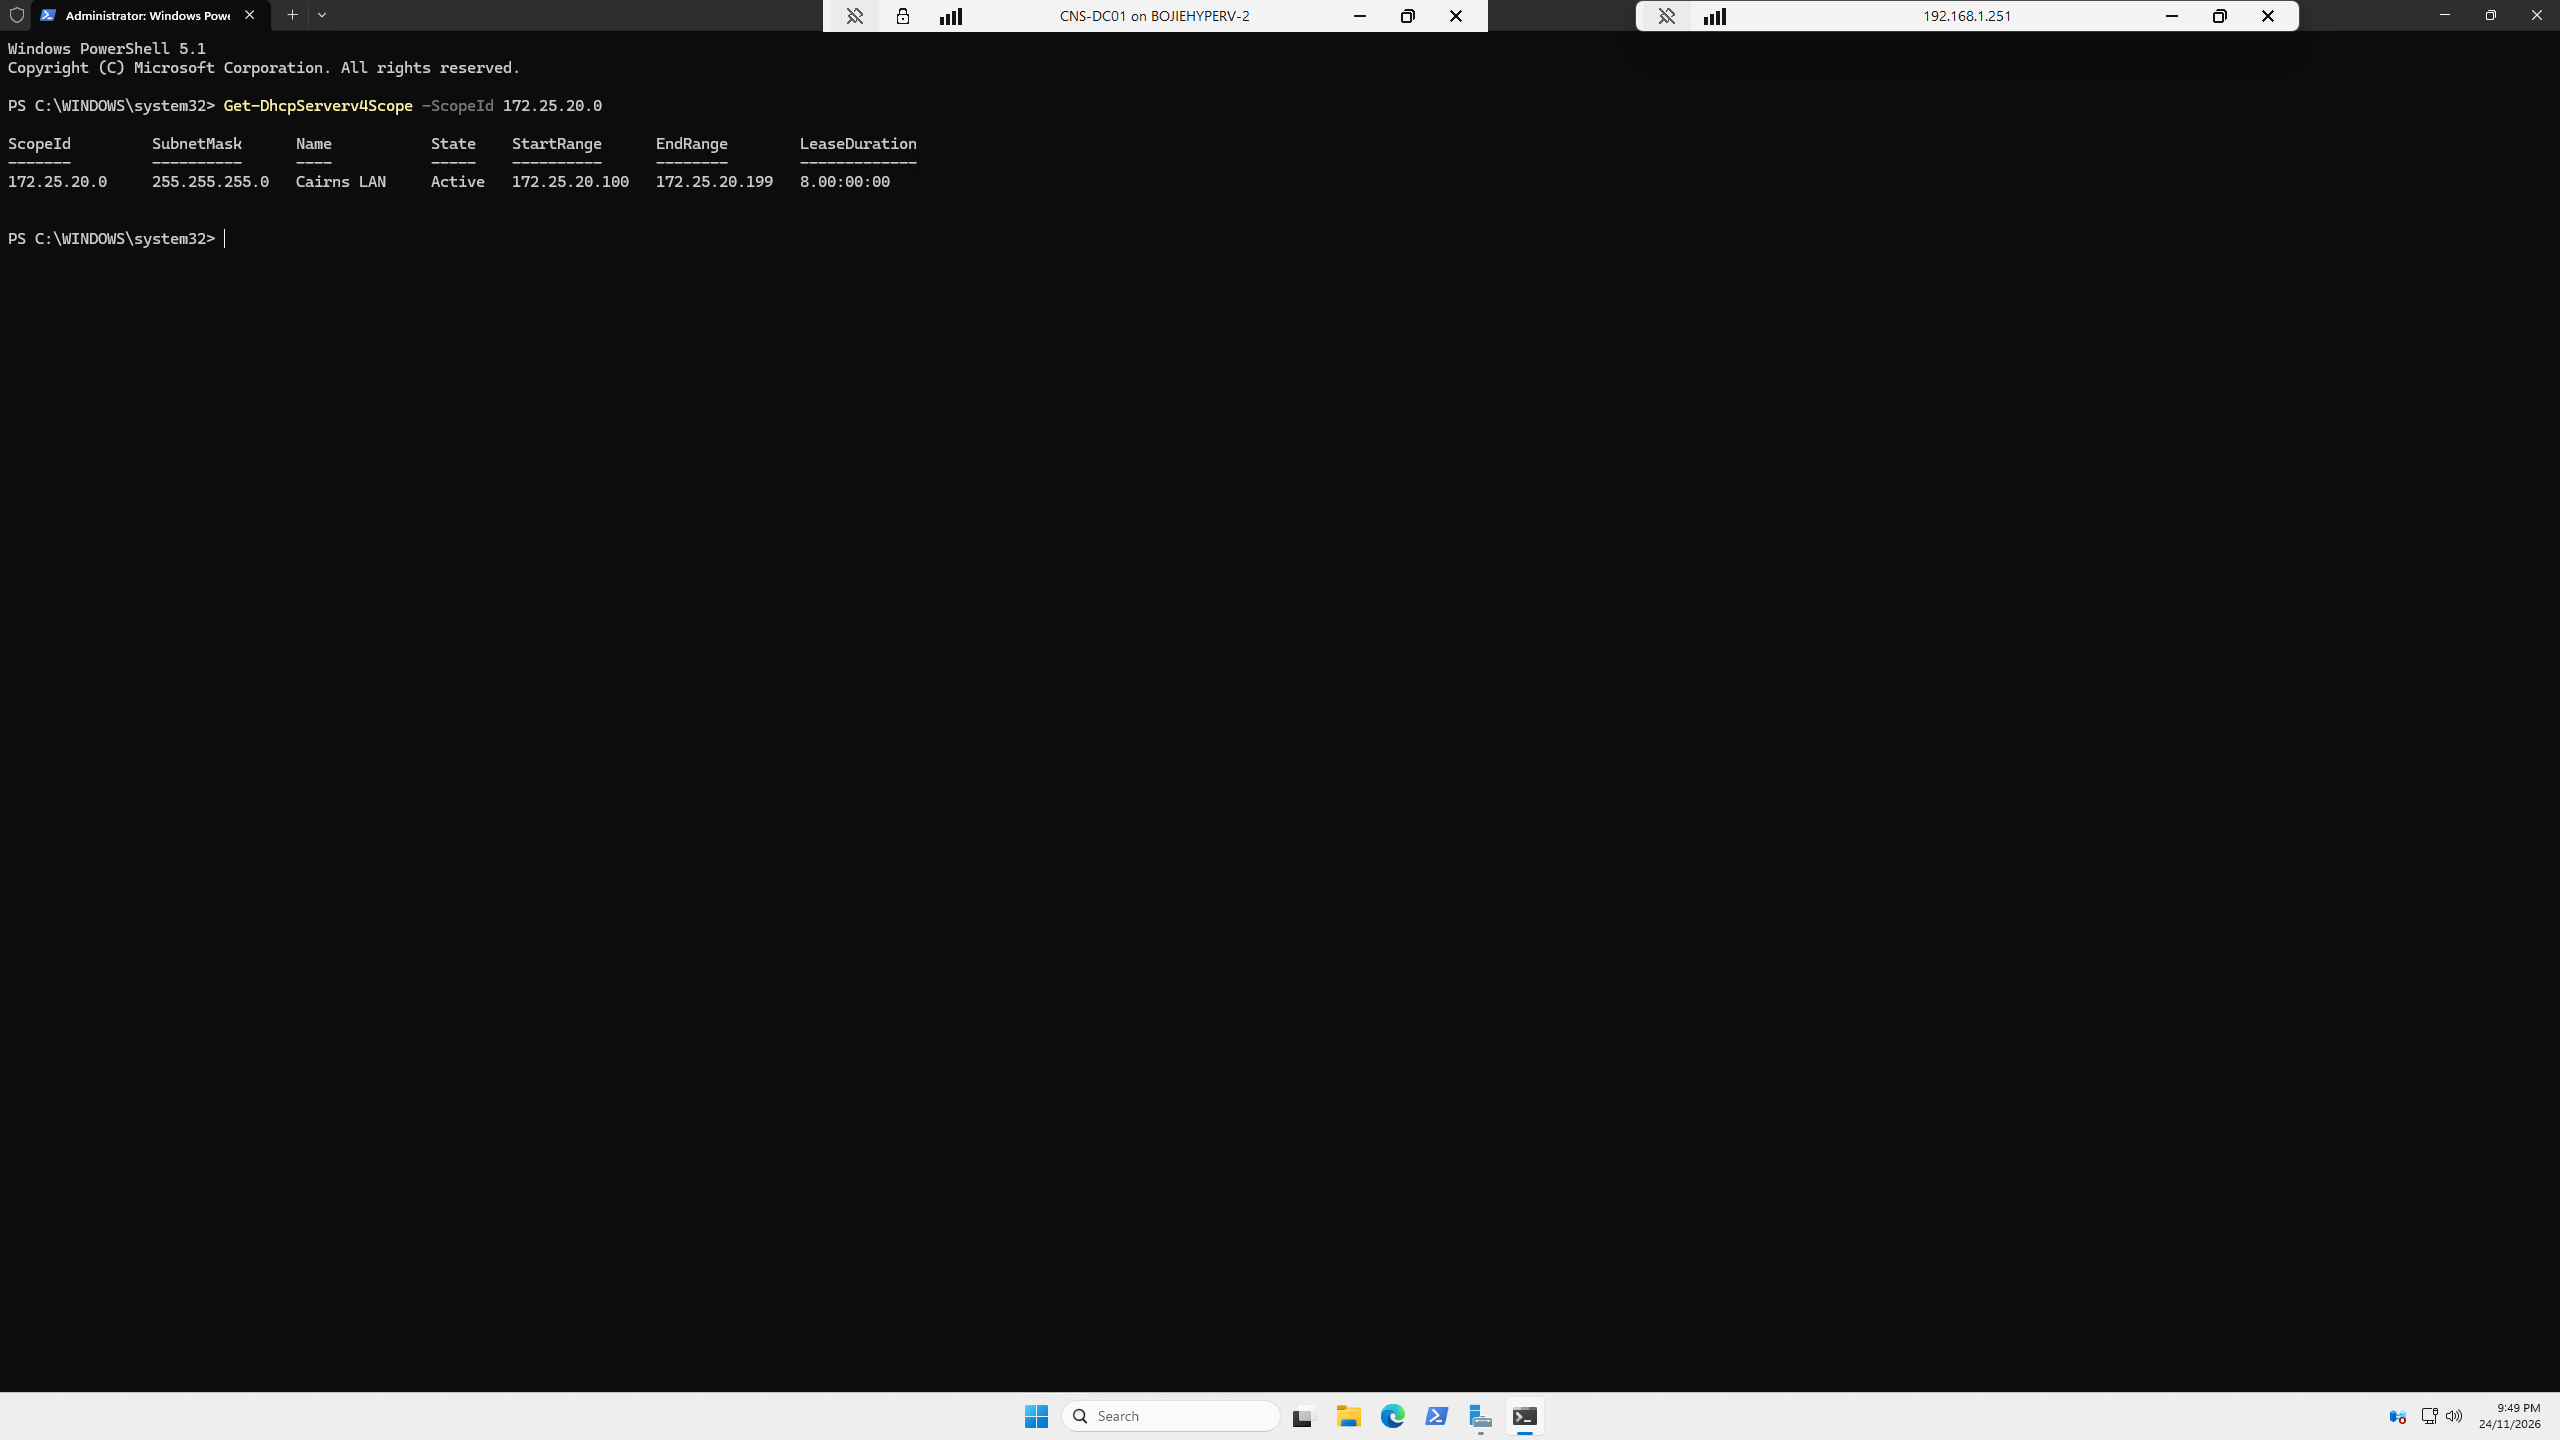 Administrator: Windows Powe
CNS-DC01 on BOJIEHYPERV-2
192.168.1.251
Windows PowerShell 5.1
Copyright (C) Microsoft Corporation. All rights reserved.
PS C:\WINDOWS\system32> Get-DhcpServerv4Scope -ScopeId 172.25.20.0
ScopeId SubnetMask Name State StartRange EndRange LeaseDuration
------- ---------- ---- ----- ---------- -------- -------------
172.25.20.0 255.255.255.0 Cairns LAN Active 172.25.20.100 172.25.20.199 8.00:00:00
PS C:\WINDOWS\system32>
Search
9:49 PM
24/11/2026